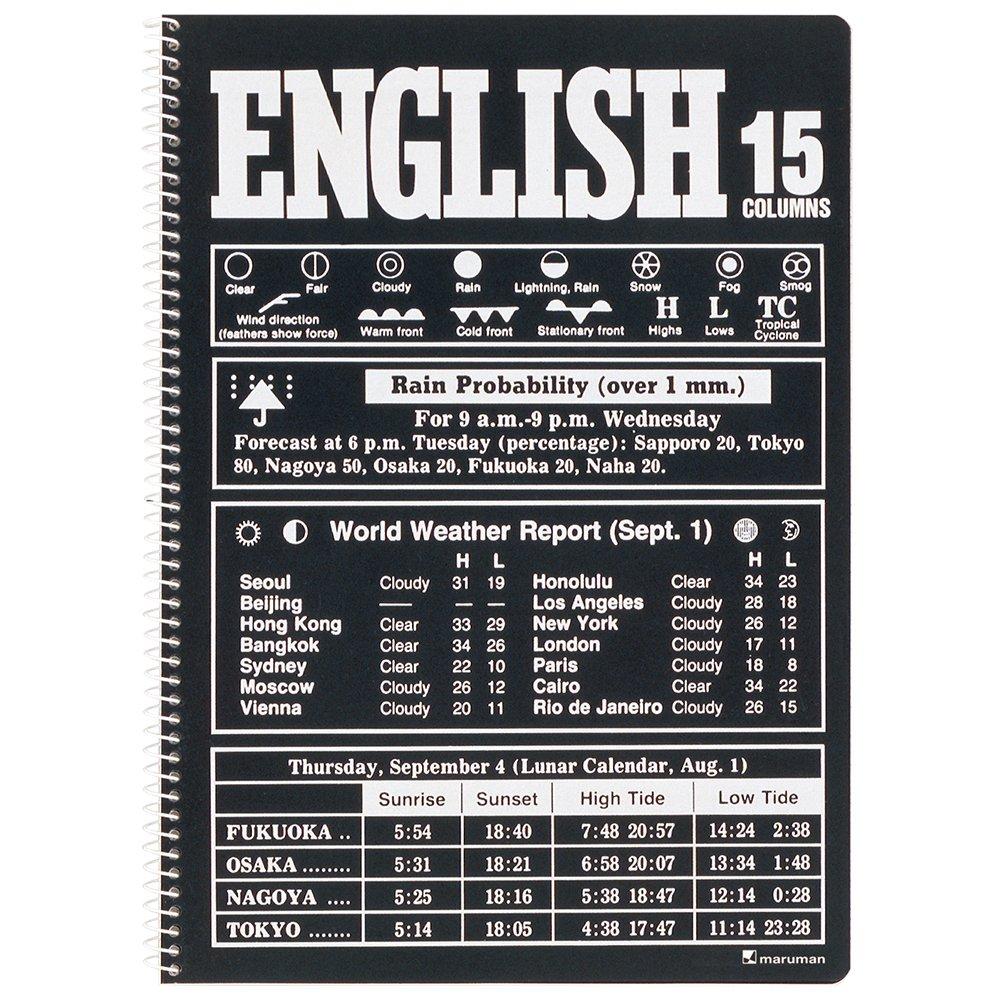 ENGLISH 15
COLUMNS
Clear Fair Cloudy Rain Lightning, Rain Snow Fog Smog
Wind direction
(feathers show force) Warm front Cold front Stationary front H Highs L Lows TC Tropical
Cyclone
Rain Probability (over 1 mm.)
For 9 a.m.-9 p.m. Wednesday
Forecast at 6 p.m. Tuesday (percentage): Sapporo 20, Tokyo
80, Nagoya 50, Osaka 20, Fukuoka 20, Naha 20.
World Weather Report (Sept. 1)
H L H L
Seoul Cloudy 31 19 Honolulu Clear 34 23
Beijing — — — Los Angeles Cloudy 28 18
Hong Kong Clear 33 29 New York Cloudy 26 12
Bangkok Clear 34 26 London Cloudy 17 11
Sydney Clear 22 10 Paris Cloudy 18 8
Moscow Cloudy 26 12 Cairo Clear 34 22
Vienna Cloudy 20 11 Rio de Janeiro Cloudy 26 15
Thursday, September 4 (Lunar Calendar, Aug. 1)
Sunrise Sunset High Tide Low Tide
FUKUOKA .. 5:54 18:40 7:48 20:57 14:24 2:38
OSAKA ........ 5:31 18:21 6:58 20:07 13:34 1:48
NAGOYA .... 5:25 18:16 5:38 18:47 12:14 0:28
TOKYO ....... 5:14 18:05 4:38 17:47 11:14 23:28
maruman